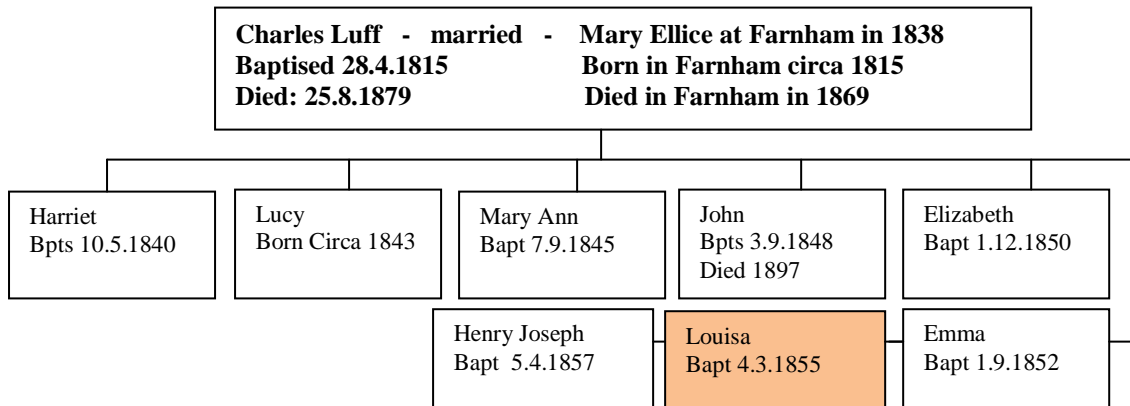 Charles Luff - married - Mary Ellice at Farnham in 1838
Baptised 28.4.1815 Born in Farnham circa 1815
Died: 25.8.1879 Died in Farnham in 1869
Harriet
Bpts 10.5.1840
Lucy
Born Circa 1843
Mary Ann
Bapt 7.9.1845
John
Bpts 3.9.1848
Died 1897
Elizabeth
Bapt 1.12.1850
Henry Joseph
Bapt 5.4.1857
Louisa
Bapt 4.3.1855
Emma
Bapt 1.9.1852